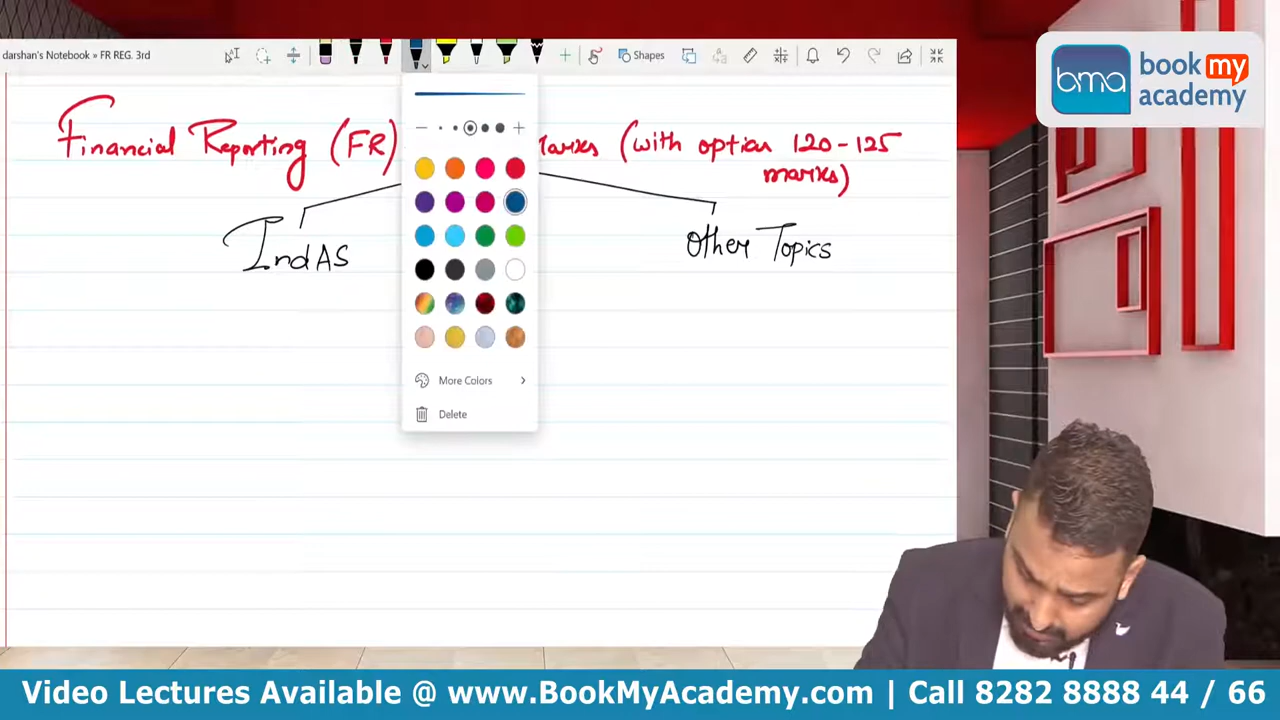 darshan's Notebook » FR REG. 3rd
Shapes
bma
book my
academy
Financial Reporting (FR) (with option 120-125
marks)
IndAS
Other Topics
More Colors
Delete
Video Lectures Available @ www.BookMyAcademy.com | Call 8282 8888 44 / 66